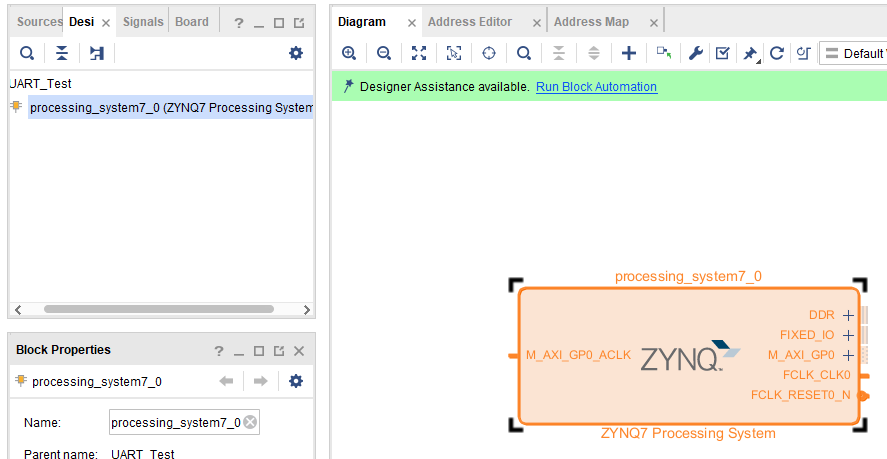 Sources Desi Signals Board
UART_Test
processing_system7_0 (ZYNQ7 Processing System
Block Properties
processing_system7_0
Name: processing_system7_0
Parent name: UART_Test
Diagram Address Editor Address Map
Default
Designer Assistance available. Run Block Automation
processing_system7_0
DDR
FIXED_IO
M_AXI_GP0_ACLK ZYNQ M_AXI_GP0
FCLK_CLK0
FCLK_RESET0_N
ZYNQ7 Processing System